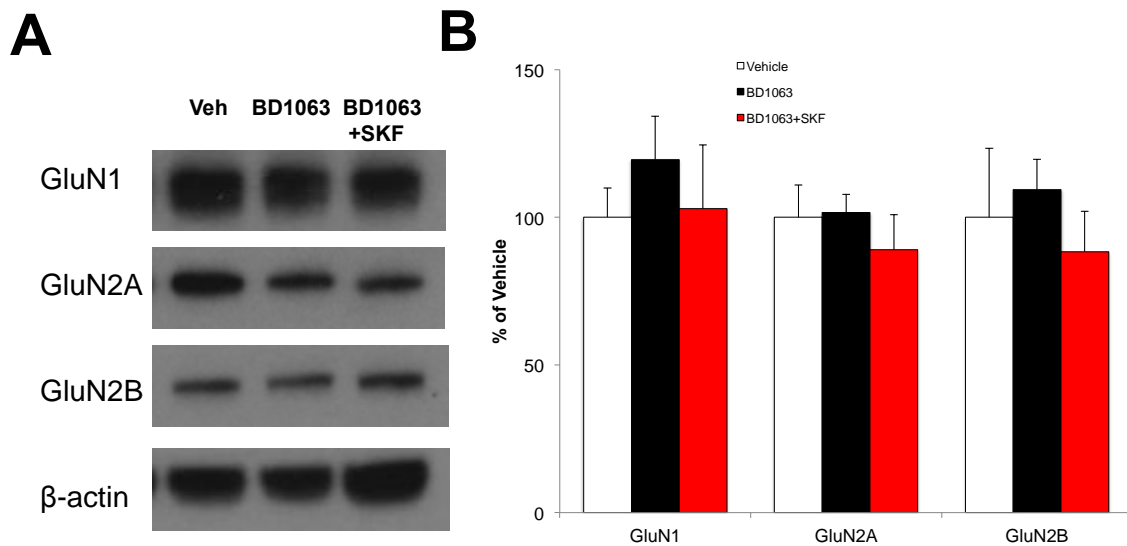 A
Veh BD1063 BD1063
+SKF
GluN1
GluN2A
GluN2B
β-actin
B
Vehicle
BD1063
BD1063+SKF
150
100
50
0
% of Vehicle
GluN1 GluN2A GluN2B